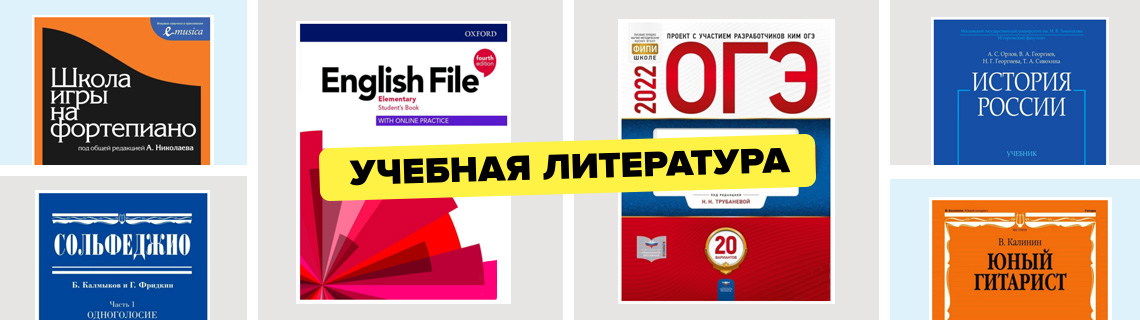 e-musica
Школа
игры
на
фортепиано
под общей редакцией А. Николаева
СОЛЬФЕДЖИО
Б. Калмыков и Г. Фридкин
Часть 1
ОДНОГОЛОСИЕ
OXFORD
fourth
edition
English File
Elementary
Student's Book
WITH ONLINE PRACTICE
УЧЕБНАЯ ЛИТЕРАТУРА
ПРОЕКТ С УЧАСТИЕМ РАЗРАБОТЧИКОВ КИМ ОГЭ
ФИПИ
ШКОЛЕ
2022
ОГЭ
ПОД РЕДАКЦИЕЙ
Н. Н. ТРУБАНЕВОЙ
20
ВАРИАНТОВ
А. С. Орлов, В. А. Георгиев,
Н. Г. Георгиева, Т. А. Сивохина
ИСТОРИЯ
РОССИИ
УЧЕБНИК
В. Калинин
ЮНЫЙ
ГИТАРИСТ